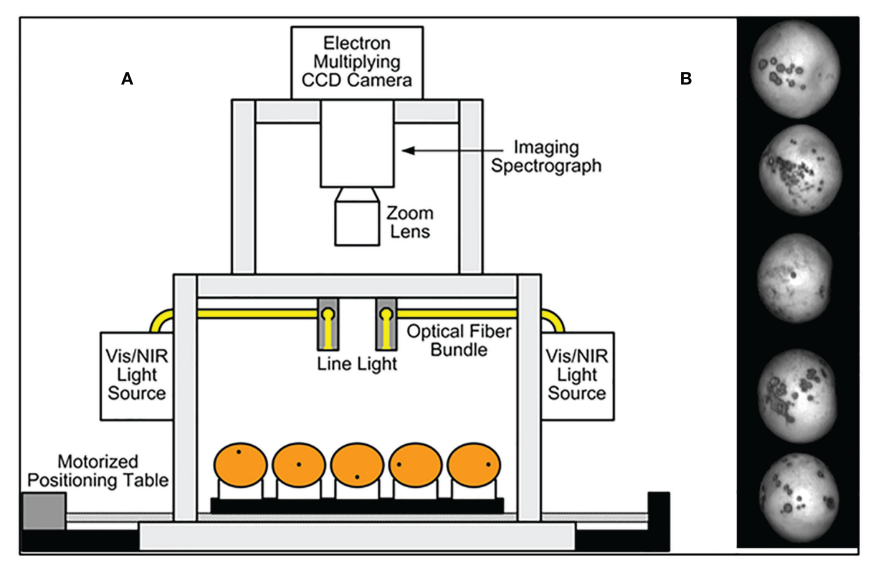 Electron
Multiplying
CCD Camera
A
B
Imaging
Spectrograph
Zoom
Lens
Optical Fiber
Bundle
Line Light
Vis/NIR
Light
Source
Vis/NIR
Light
Source
Motorized
Positioning Table